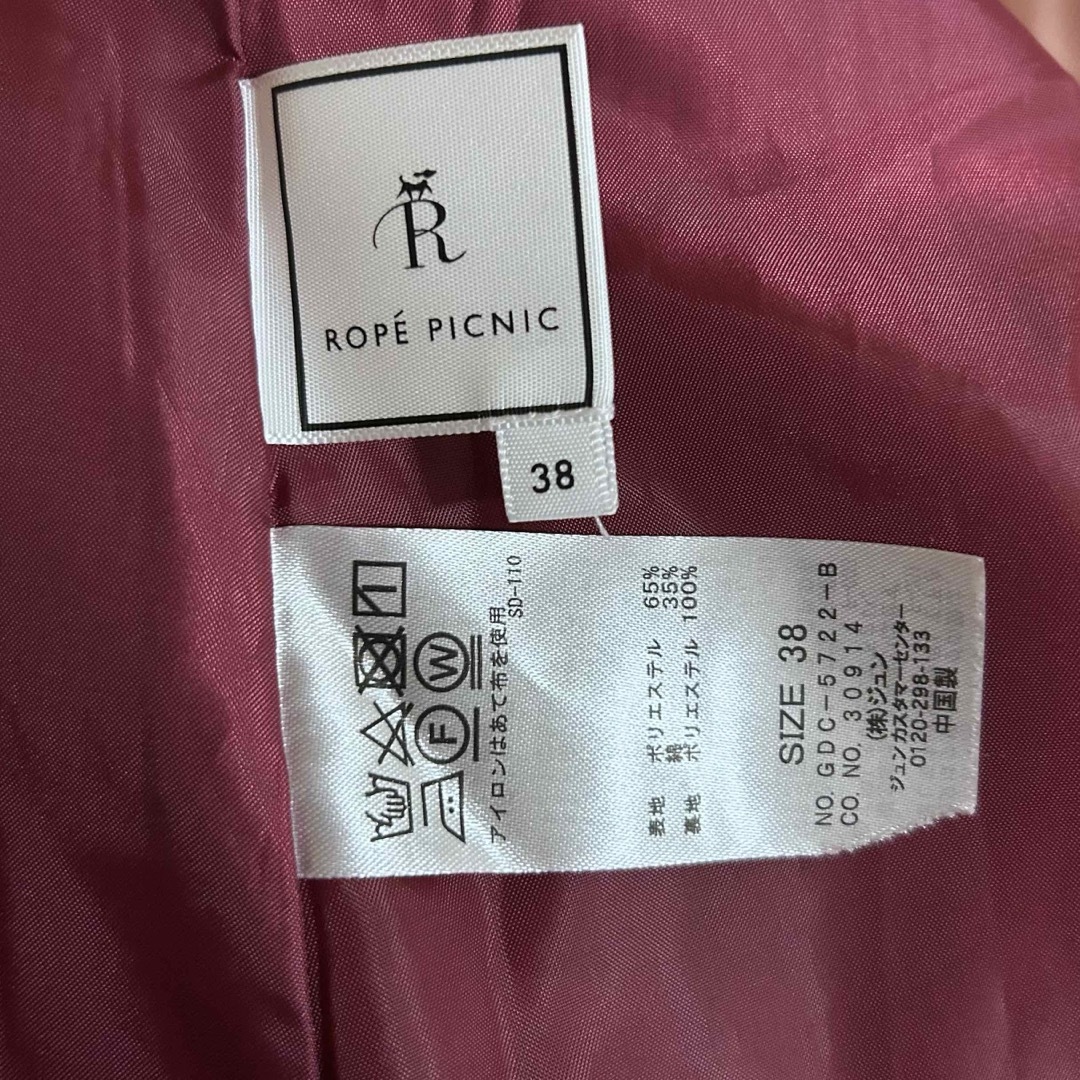 R
ROPÉ PICNIC
38
F W
アイロンはあて布を使用
SD-110
表地 ポリエステル 65%
綿 35%
裏地 ポリエステル 100%
SIZE 38
NO. GDC-5722-B
CO. NO. 30914
(株)ジュン
ジュンカスタマーセンター
0120-298-133
中国製